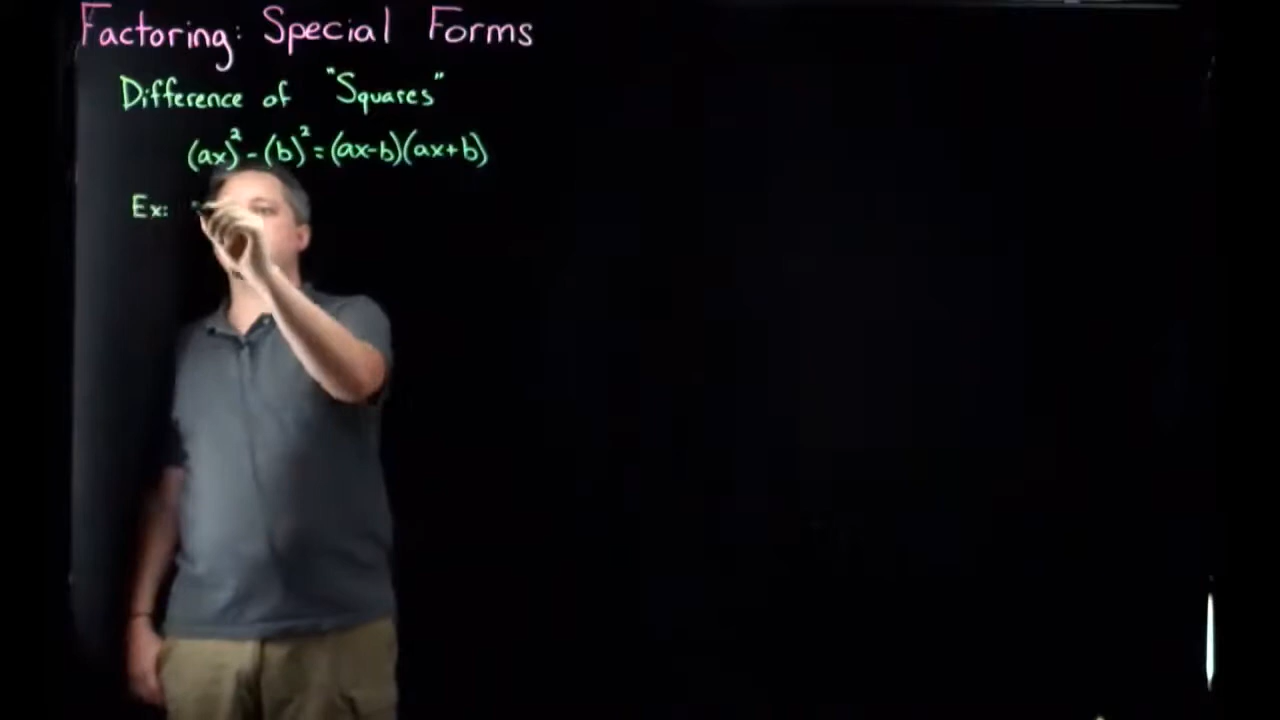 Factoring: Special Forms
Difference of "Squares"
(ax)² - (b)² = (ax-b)(ax+b)
Ex: